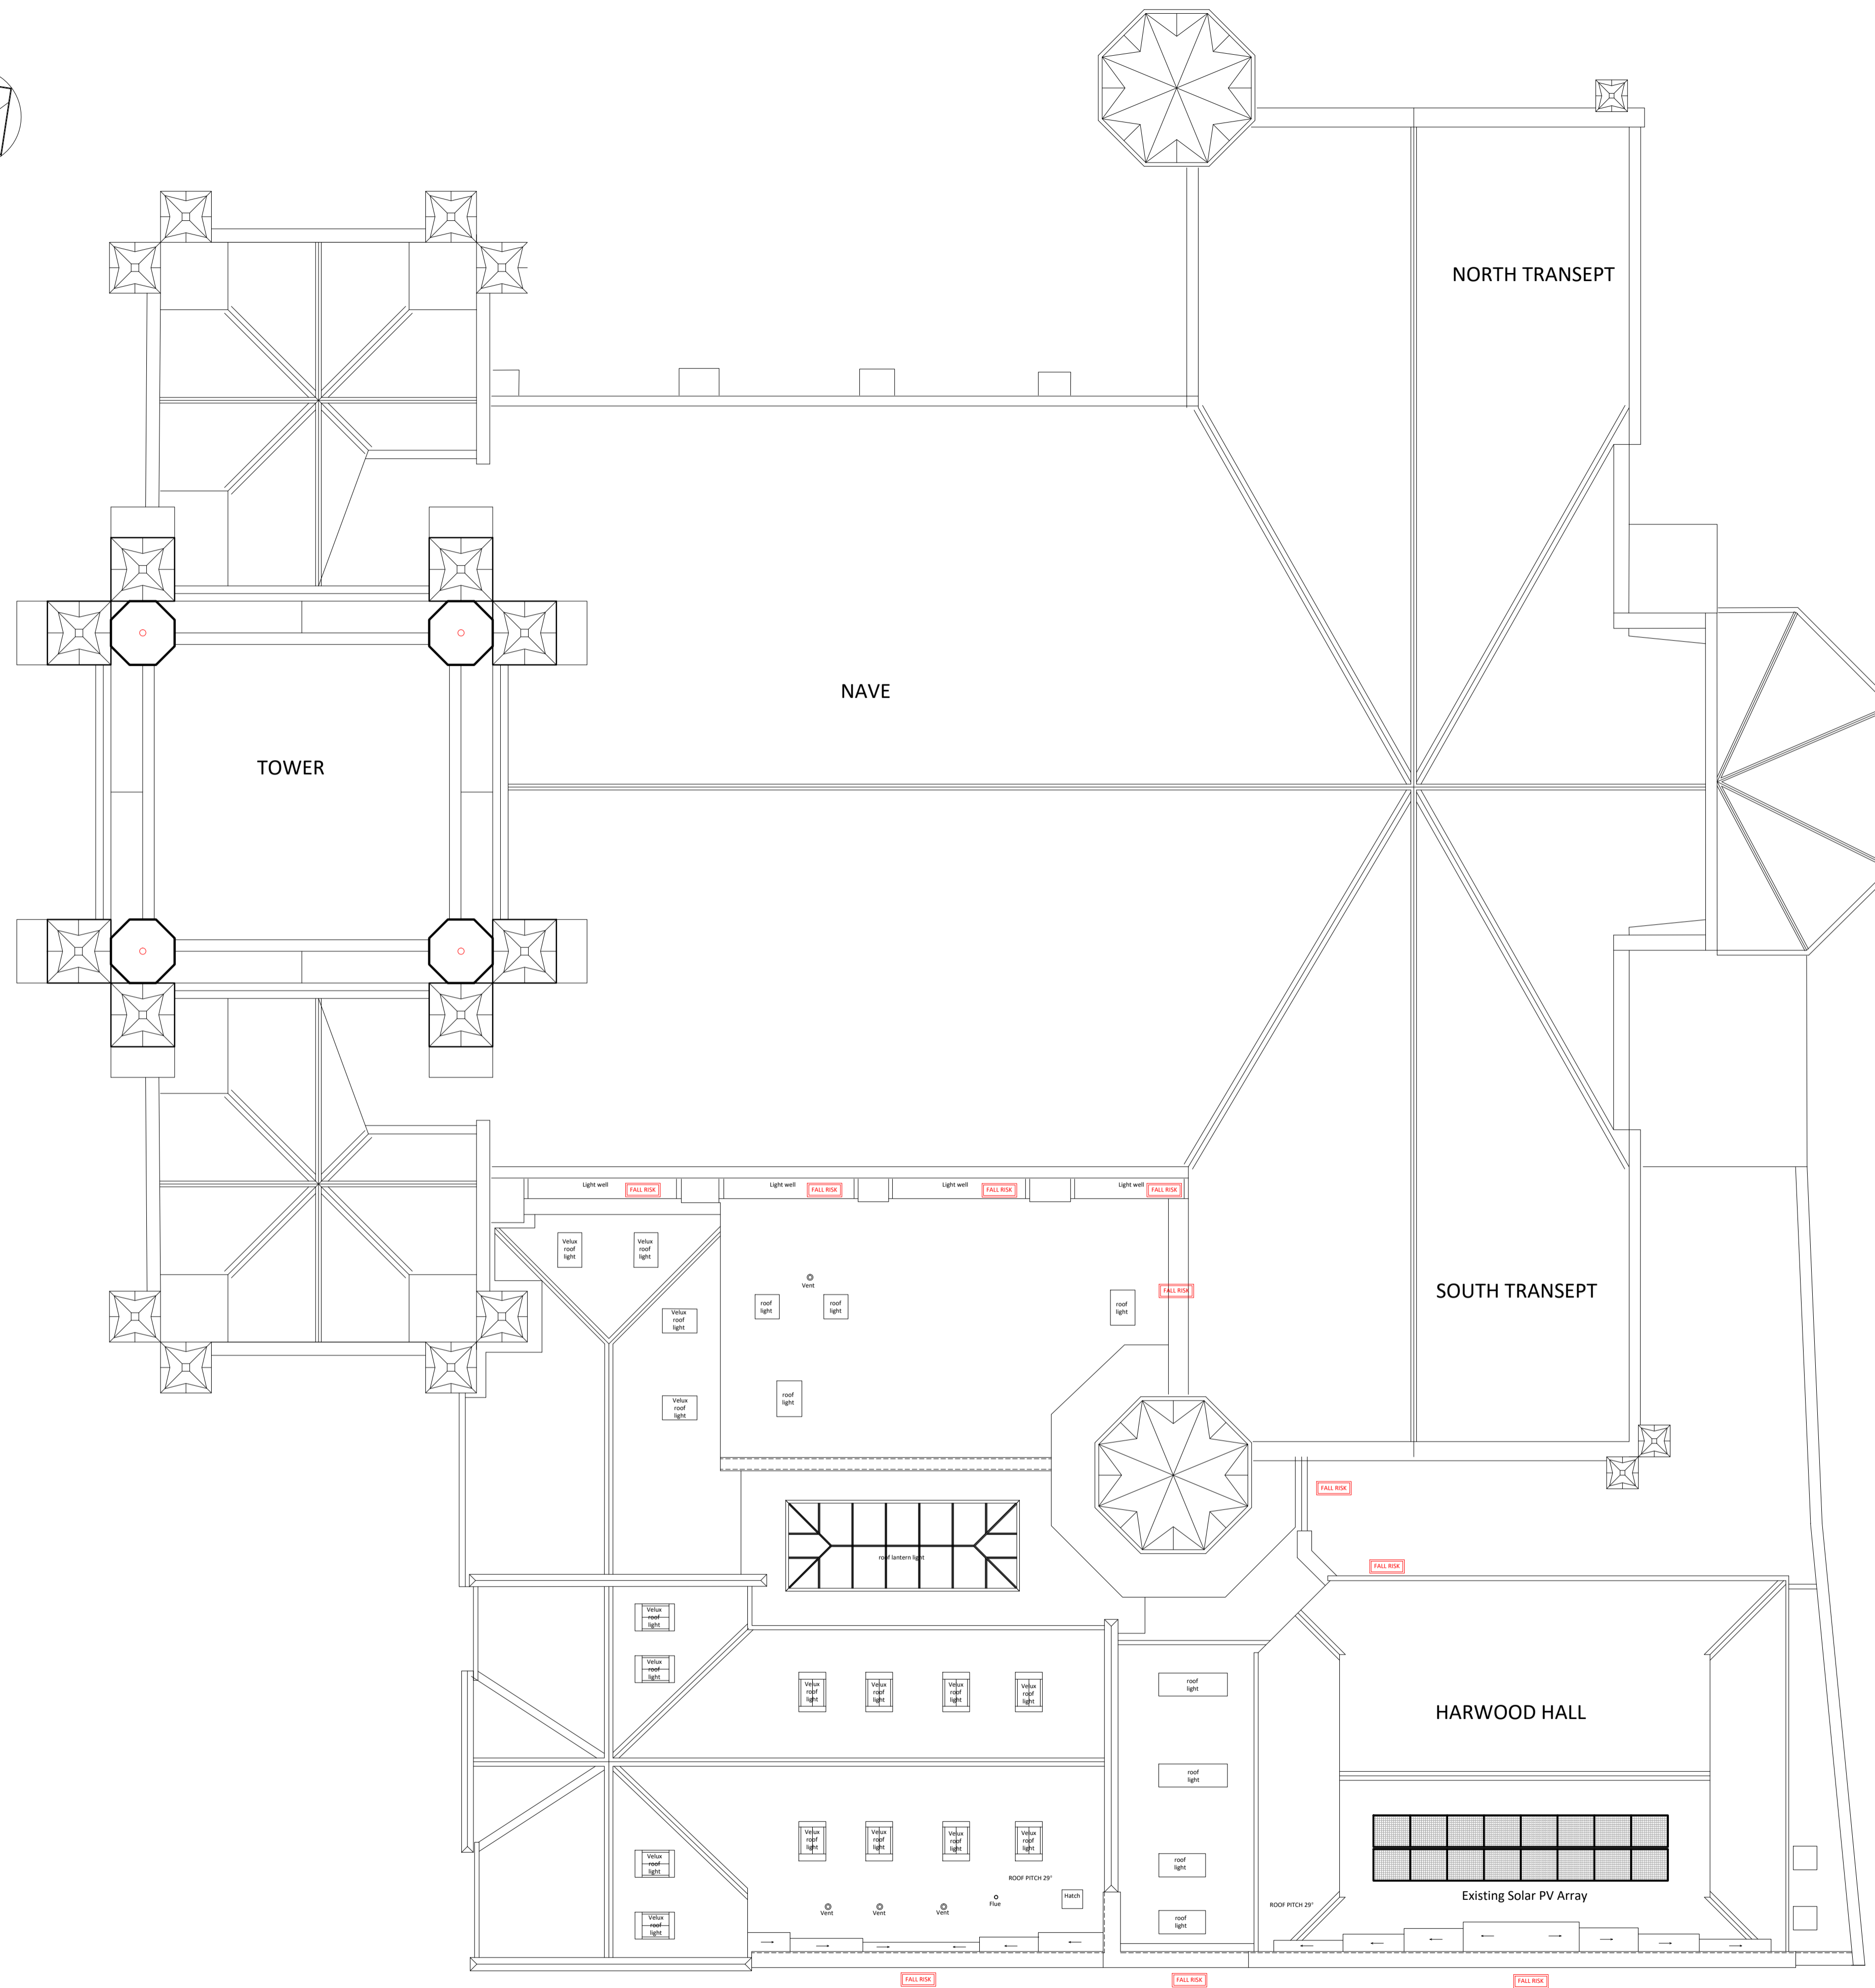 NORTH TRANSEPT
NAVE
TOWER
Light well
FALL RISK
Light well
FALL RISK
Light well
FALL RISK
Light well
FALL RISK
Velux
roof
light
Velux
roof
light
Vent
FALL RISK
SOUTH TRANSEPT
roof
light
roof
light
roof
light
Velux
roof
light
roof
light
Velux
roof
light
FALL RISK
roof lantern light
FALL RISK
Velux
roof
light
Velux
roof
light
Velux
roof
light
Velux
roof
light
Velux
roof
light
Velux
roof
light
roof
light
HARWOOD HALL
roof
light
Velux
roof
light
Velux
roof
light
Velux
roof
light
Velux
roof
light
Velux
roof
light
roof
light
ROOF PITCH 29°
Hatch
Existing Solar PV Array
Vent
Vent
Vent
Flue
ROOF PITCH 29°
Velux
roof
light
roof
light
FALL RISK
FALL RISK
FALL RISK